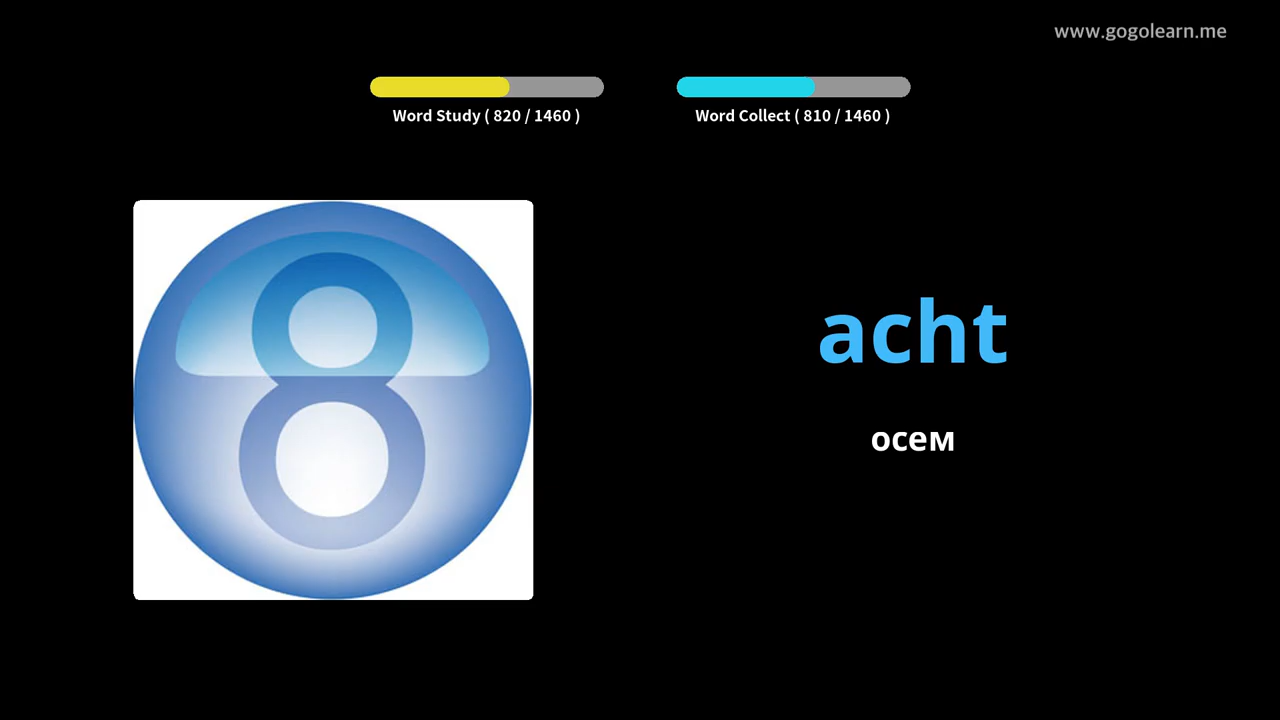 www.gogolearn.me
Word Study ( 820 / 1460 )
Word Collect ( 810 / 1460 )
8
acht
осем